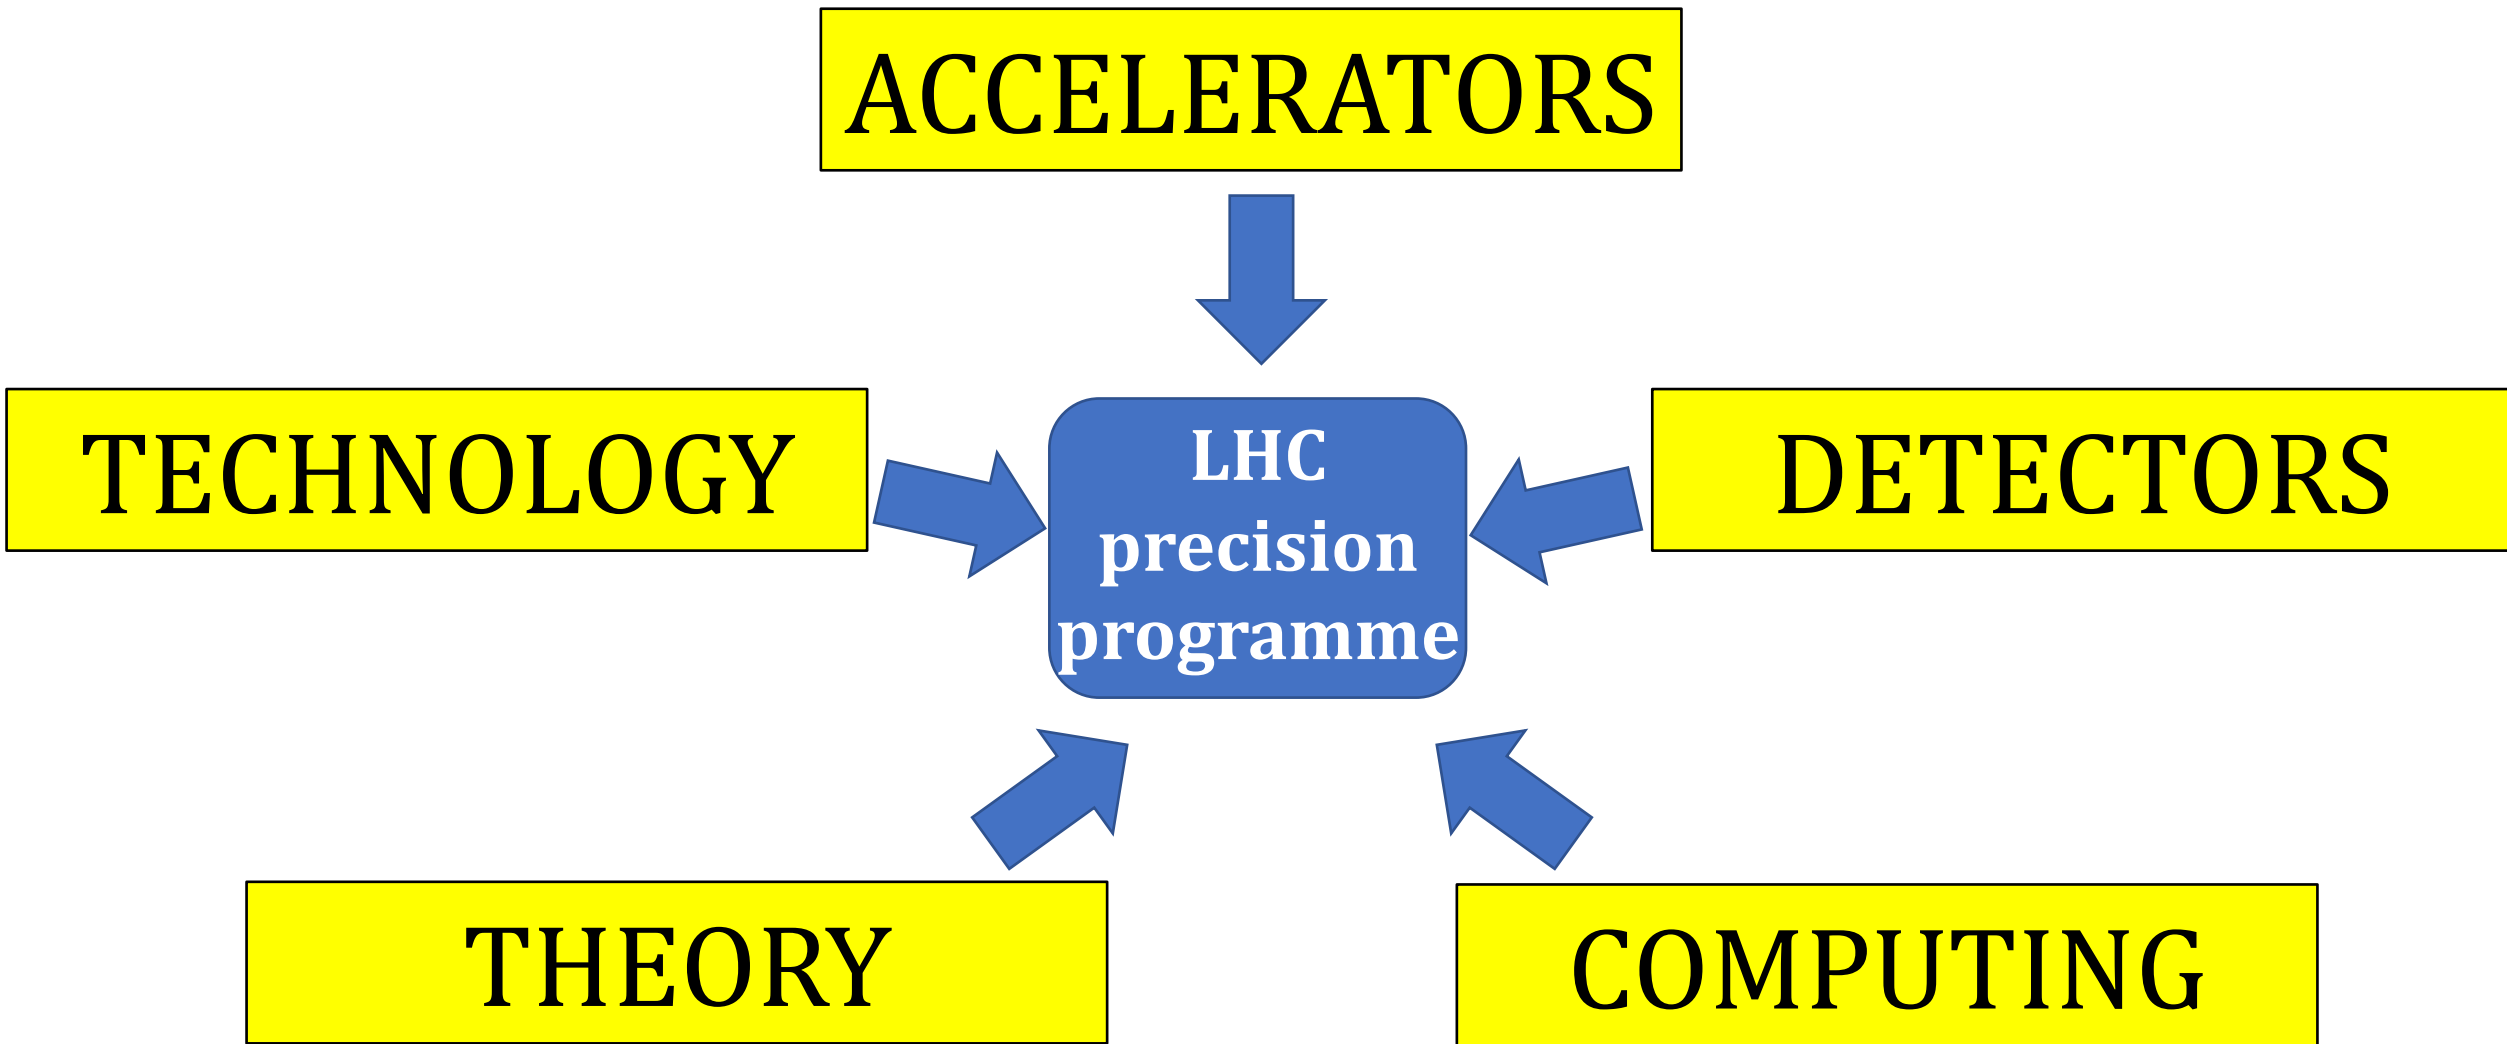 ACCELERATORS
TECHNOLOGY
LHC
precision
programme
DETECTORS
THEORY
COMPUTING